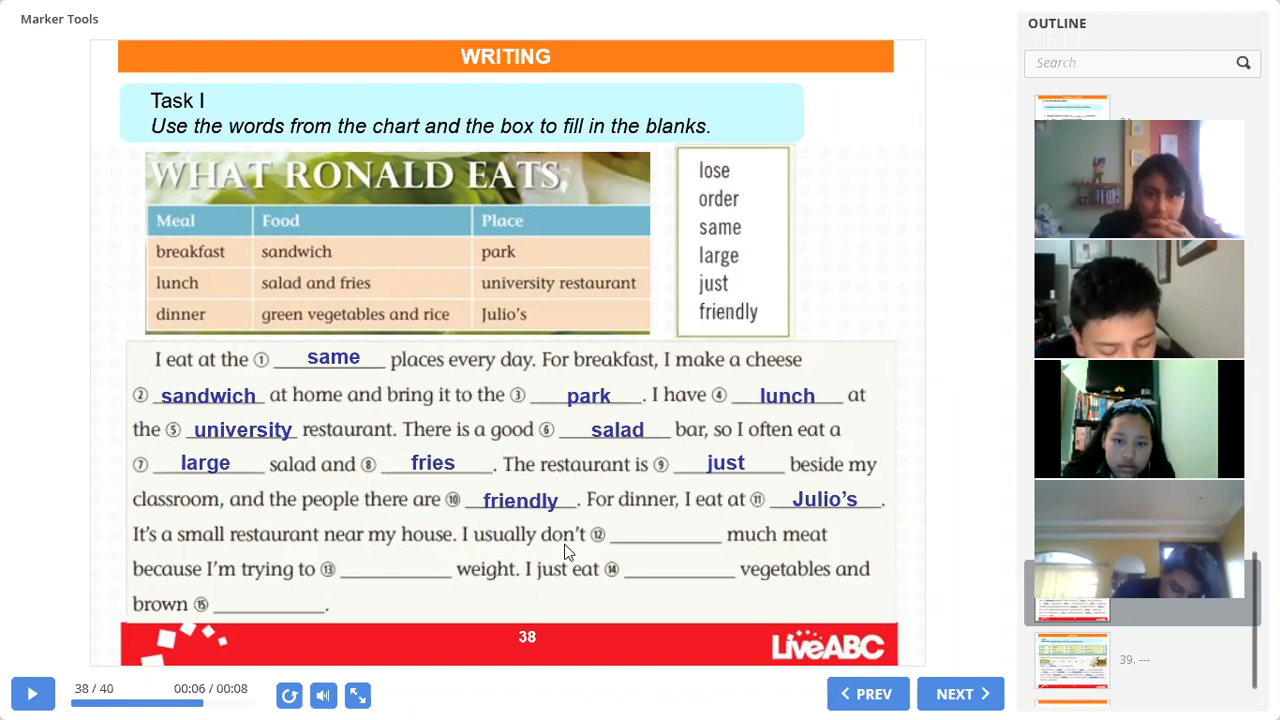 Marker Tools
WRITING
Task I
Use the words from the chart and the box to fill in the blanks.
WHAT RONALD EATS
Meal Food Place
breakfast sandwich park
lunch salad and fries university restaurant
dinner green vegetables and rice Julio's
lose
order
same
large
just
friendly
I eat at the ① same places every day. For breakfast, I make a cheese
② sandwich at home and bring it to the ③ park. I have ④ lunch at
the ⑤ university restaurant. There is a good ⑥ salad bar, so I often eat a
⑦ large salad and ⑧ fries. The restaurant is ⑨ just beside my
classroom, and the people there are ⑩ friendly. For dinner, I eat at ⑪ Julio's.
It's a small restaurant near my house. I usually don't ⑫ __________ much meat
because I'm trying to ⑬ __________ weight. I just eat ⑭ __________ vegetables and
brown ⑮ __________.
38
LiveABC
38 / 40
00:06 / 00:08
PREV
NEXT
OUTLINE
Search
39, ---